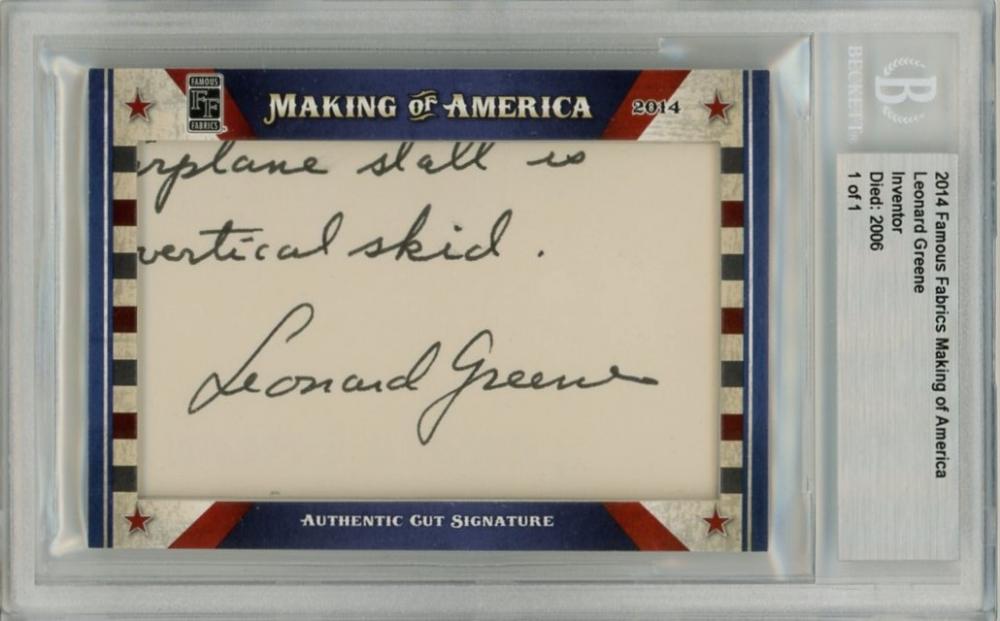 FAMOUS
FF
FABRICS
MAKING OF AMERICA
2014
rplane stall is
vertical skid.
Leonard Greene
AUTHENTIC CUT SIGNATURE
B
BECKETT
2014 Famous Fabrics Making of America
Leonard Greene
Inventor
Died: 2006
1 of 1